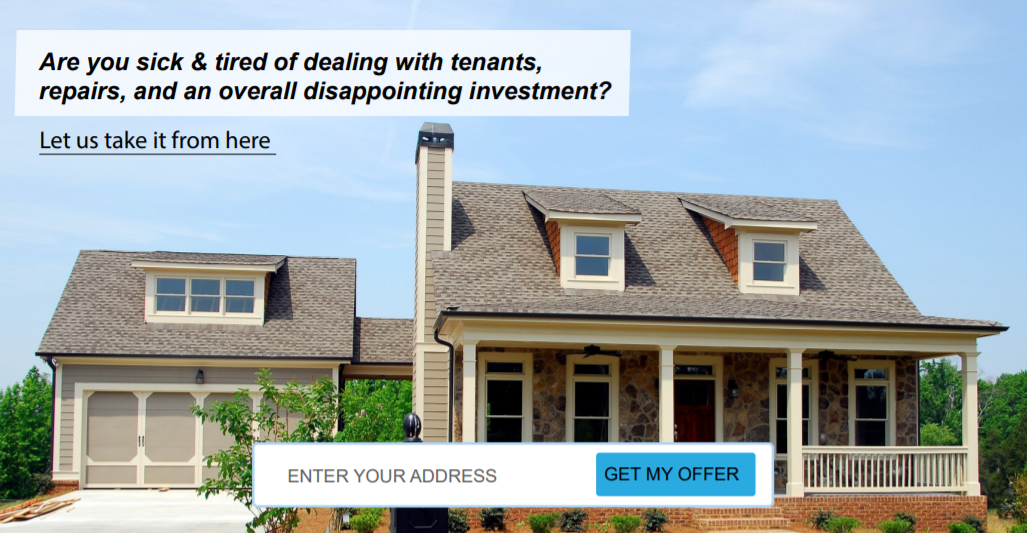 Are you sick & tired of dealing with tenants,
repairs, and an overall disappointing investment?
Let us take it from here
ENTER YOUR ADDRESS
GET MY OFFER